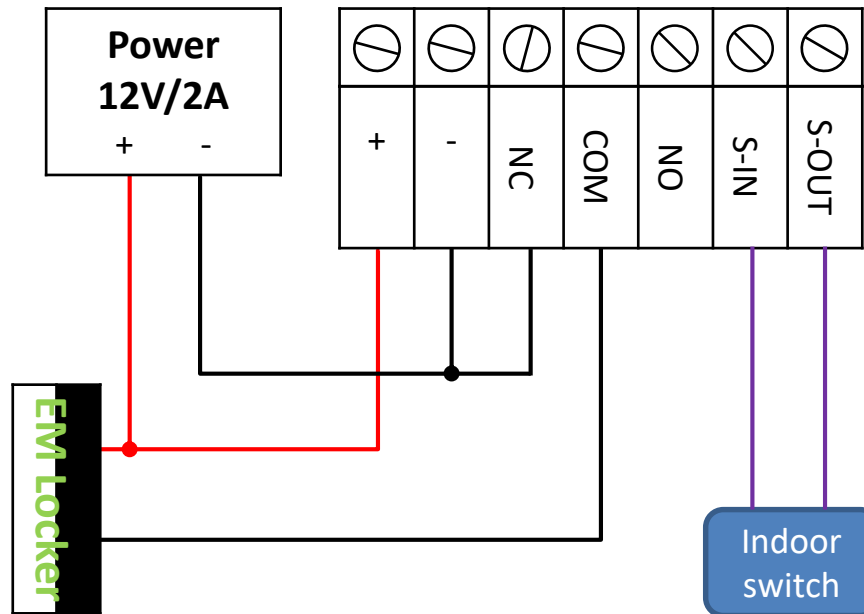 Power
12V/2A
+ -
+
-
NC
COM
NO
S-IN
S-OUT
EM Locker
Indoor
switch